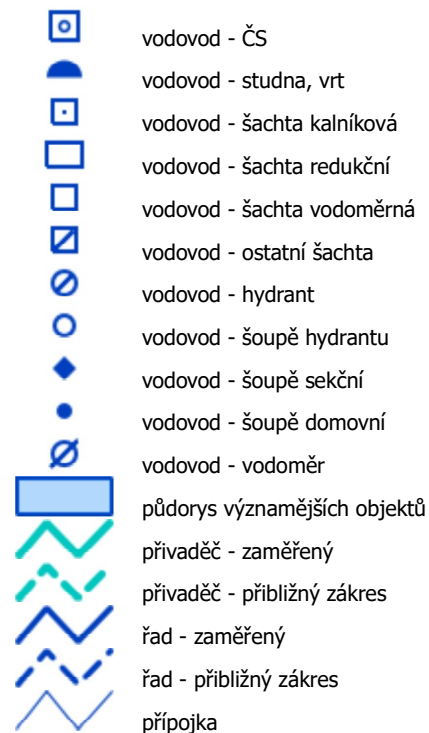 vodovod - ČS
vodovod - studna, vrt
vodovod - šachta kalníková
vodovod - šachta redukční
vodovod - šachta vodoměrná
vodovod - ostatní šachta
vodovod - hydrant
vodovod - šoupě hydrantu
vodovod - šoupě sekční
vodovod - šoupě domovní
vodovod - vodoměr
půdorys významějších objektů
přivaděč - zaměřený
přivaděč - přibližný zákres
řad - zaměřený
řad - přibližný zákres
přípojka